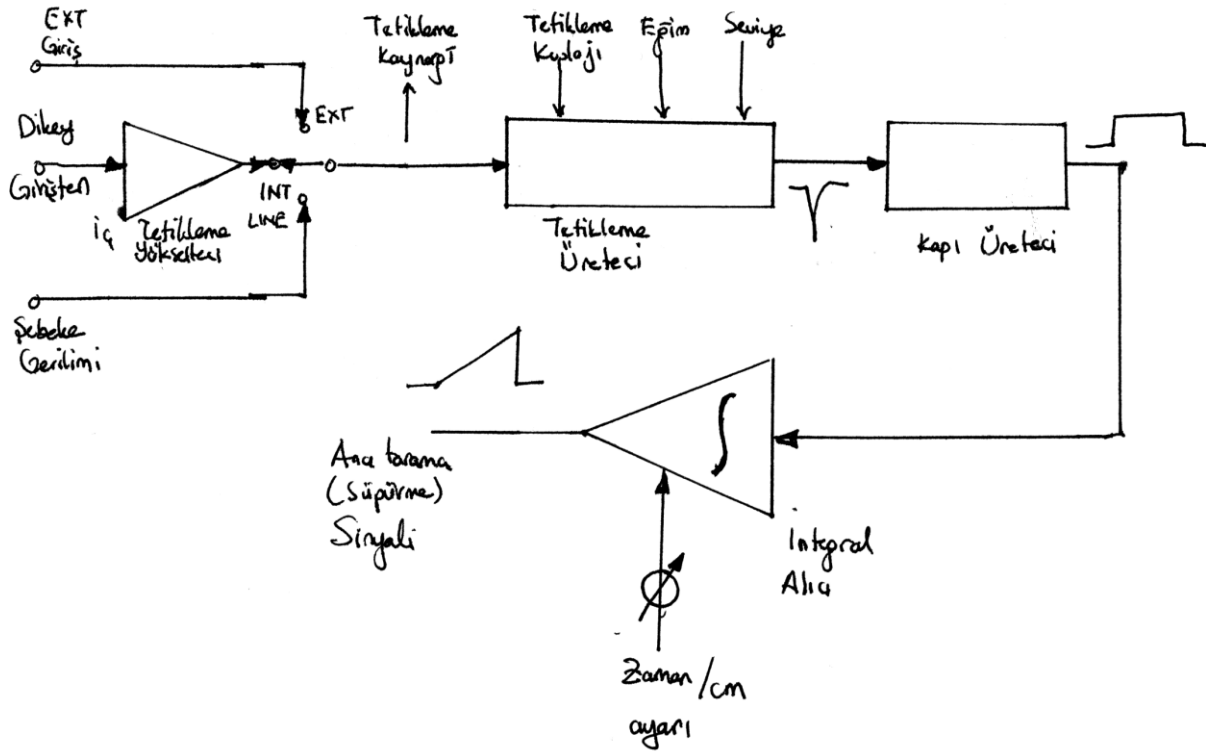 EXT
Giriş
Dikey
Girişten
İç Tetikleme
Yükselteci
EXT
INT
LINE
Şebeke
Gerilimi
Tetikleme
Kaynağı
Tetikleme
Kuplajı
Eğim
Seviye
Tetikleme
Üreteci
Kapı Üreteci
Ana tarama
(Süpürme)
Sinyali
∫
İntegral
Alıcı
Zaman/cm
ayarı